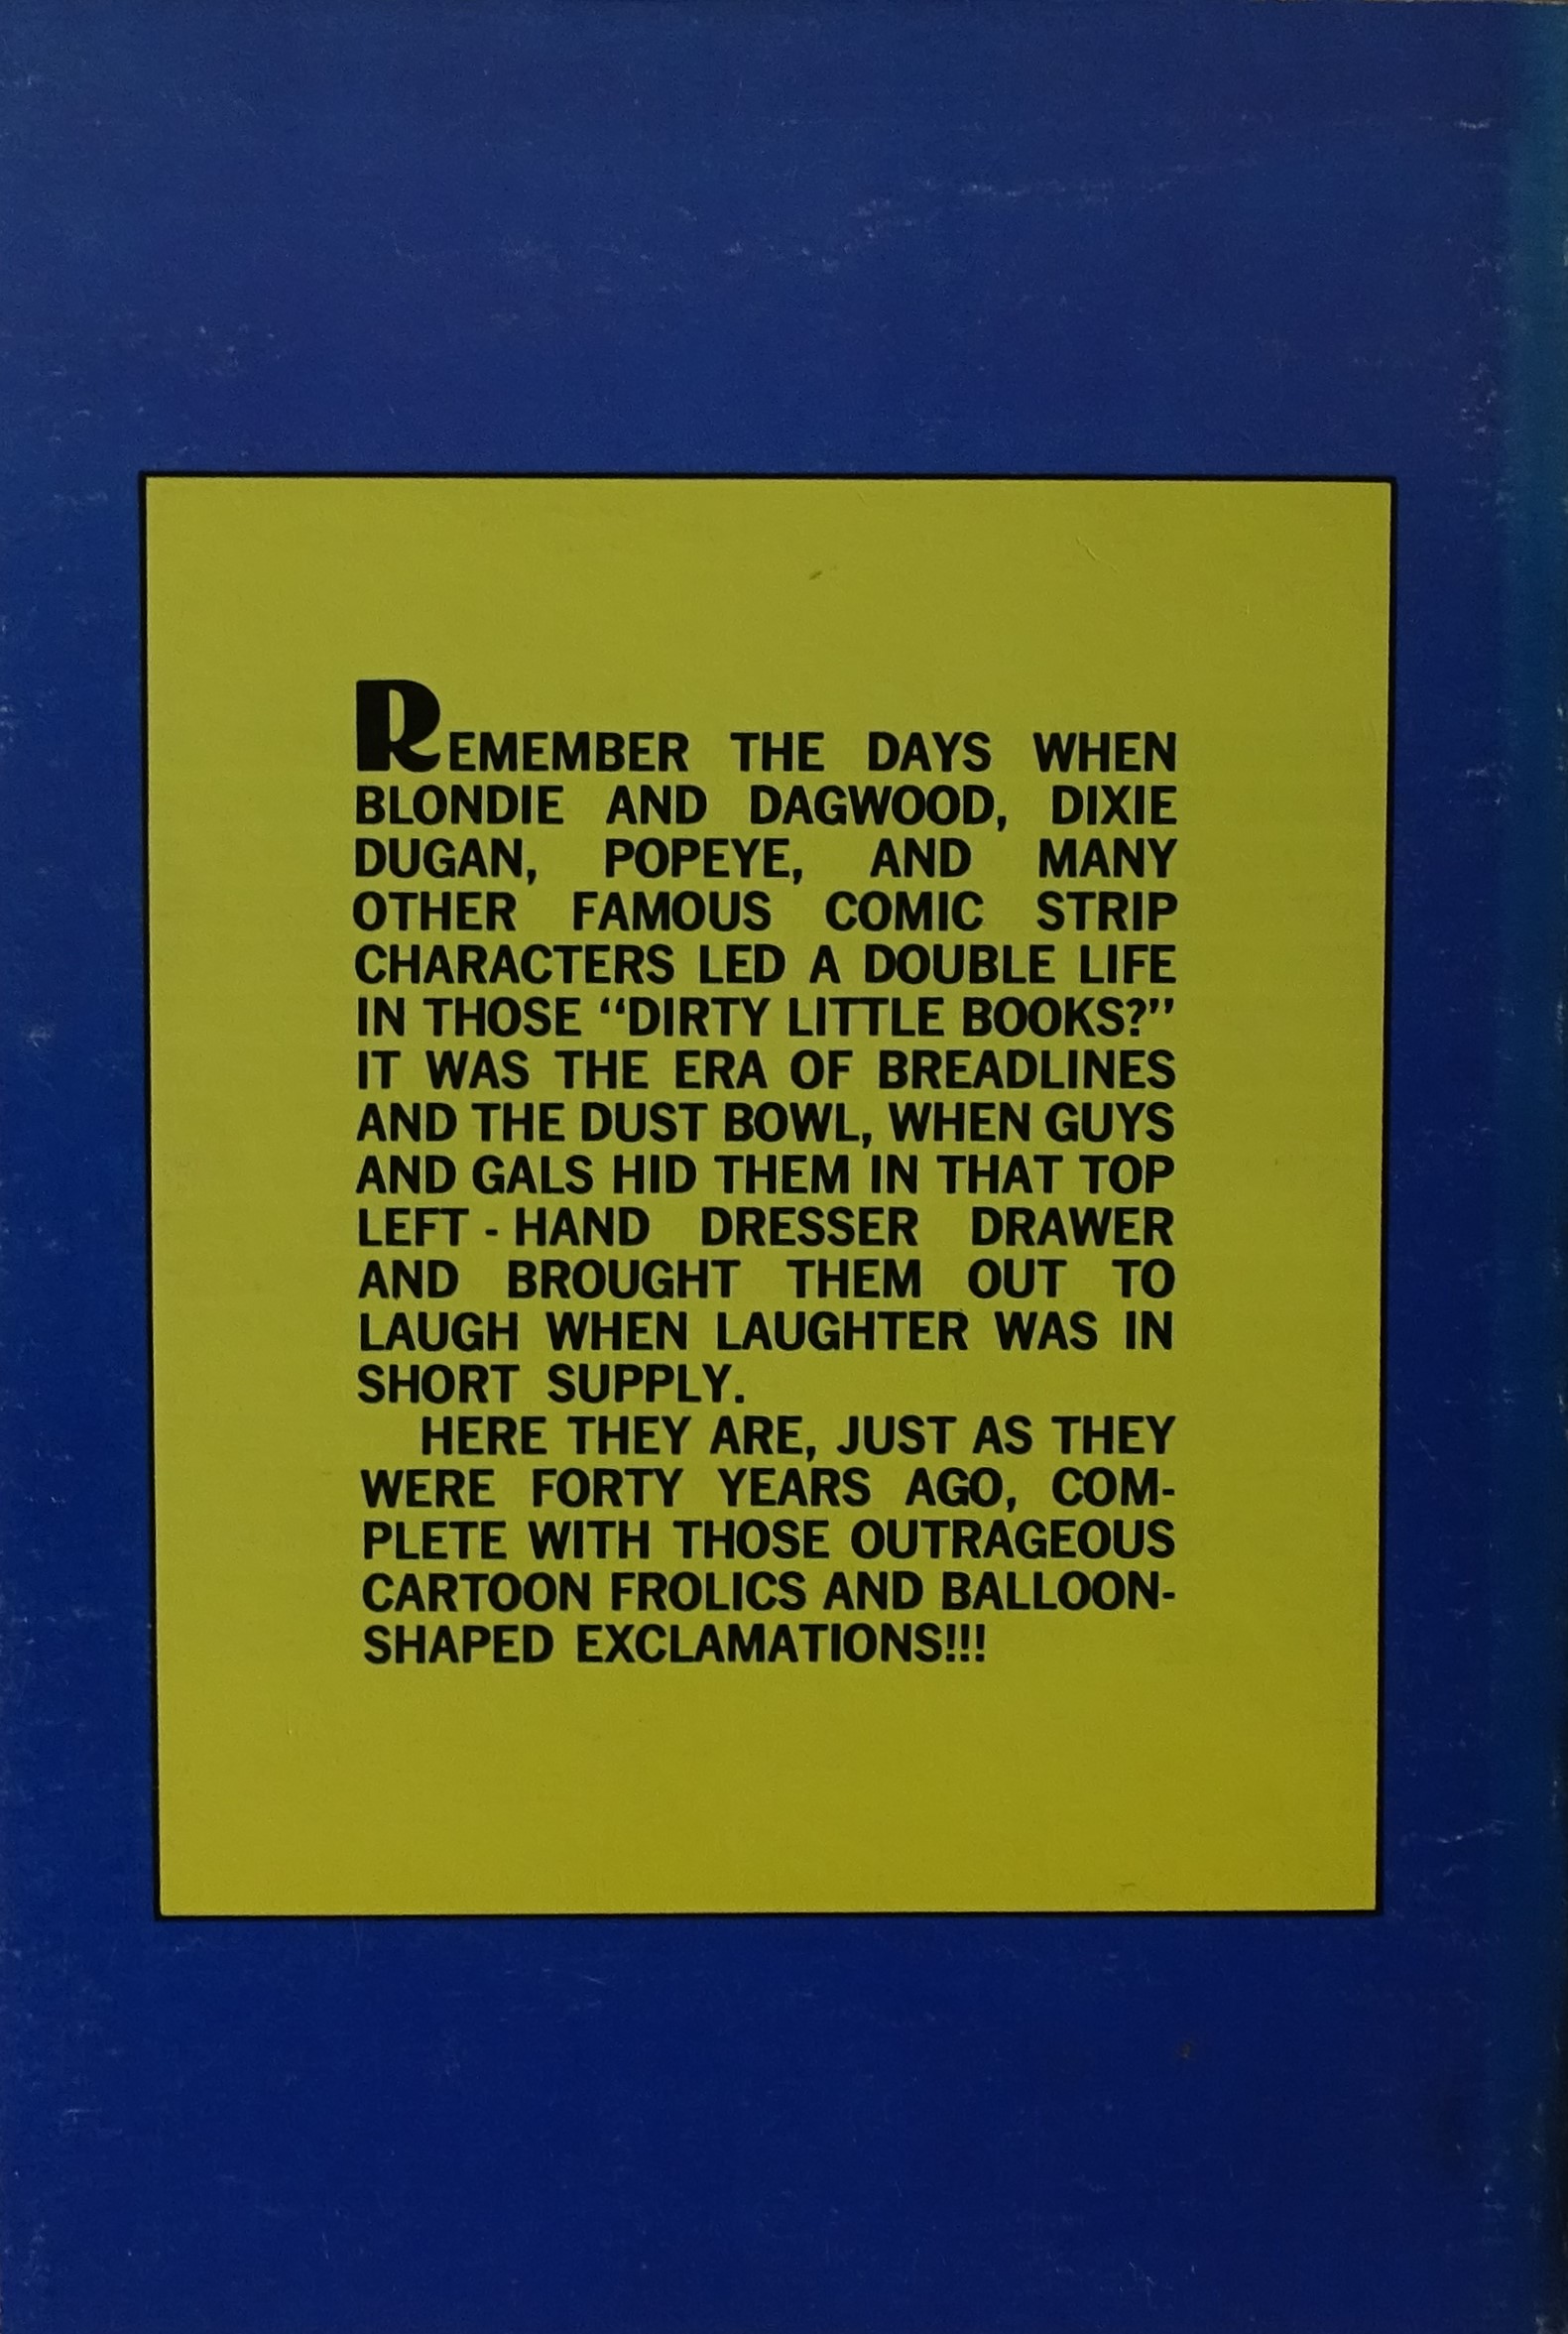 REMEMBER THE DAYS WHEN
BLONDIE AND DAGWOOD, DIXIE
DUGAN, POPEYE, AND MANY
OTHER FAMOUS COMIC STRIP
CHARACTERS LED A DOUBLE LIFE
IN THOSE “DIRTY LITTLE BOOKS?”
IT WAS THE ERA OF BREADLINES
AND THE DUST BOWL, WHEN GUYS
AND GALS HID THEM IN THAT TOP
LEFT - HAND DRESSER DRAWER
AND BROUGHT THEM OUT TO
LAUGH WHEN LAUGHTER WAS IN
SHORT SUPPLY.
HERE THEY ARE, JUST AS THEY
WERE FORTY YEARS AGO, COM-
PLETE WITH THOSE OUTRAGEOUS
CARTOON FROLICS AND BALLOON-
SHAPED EXCLAMATIONS!!!